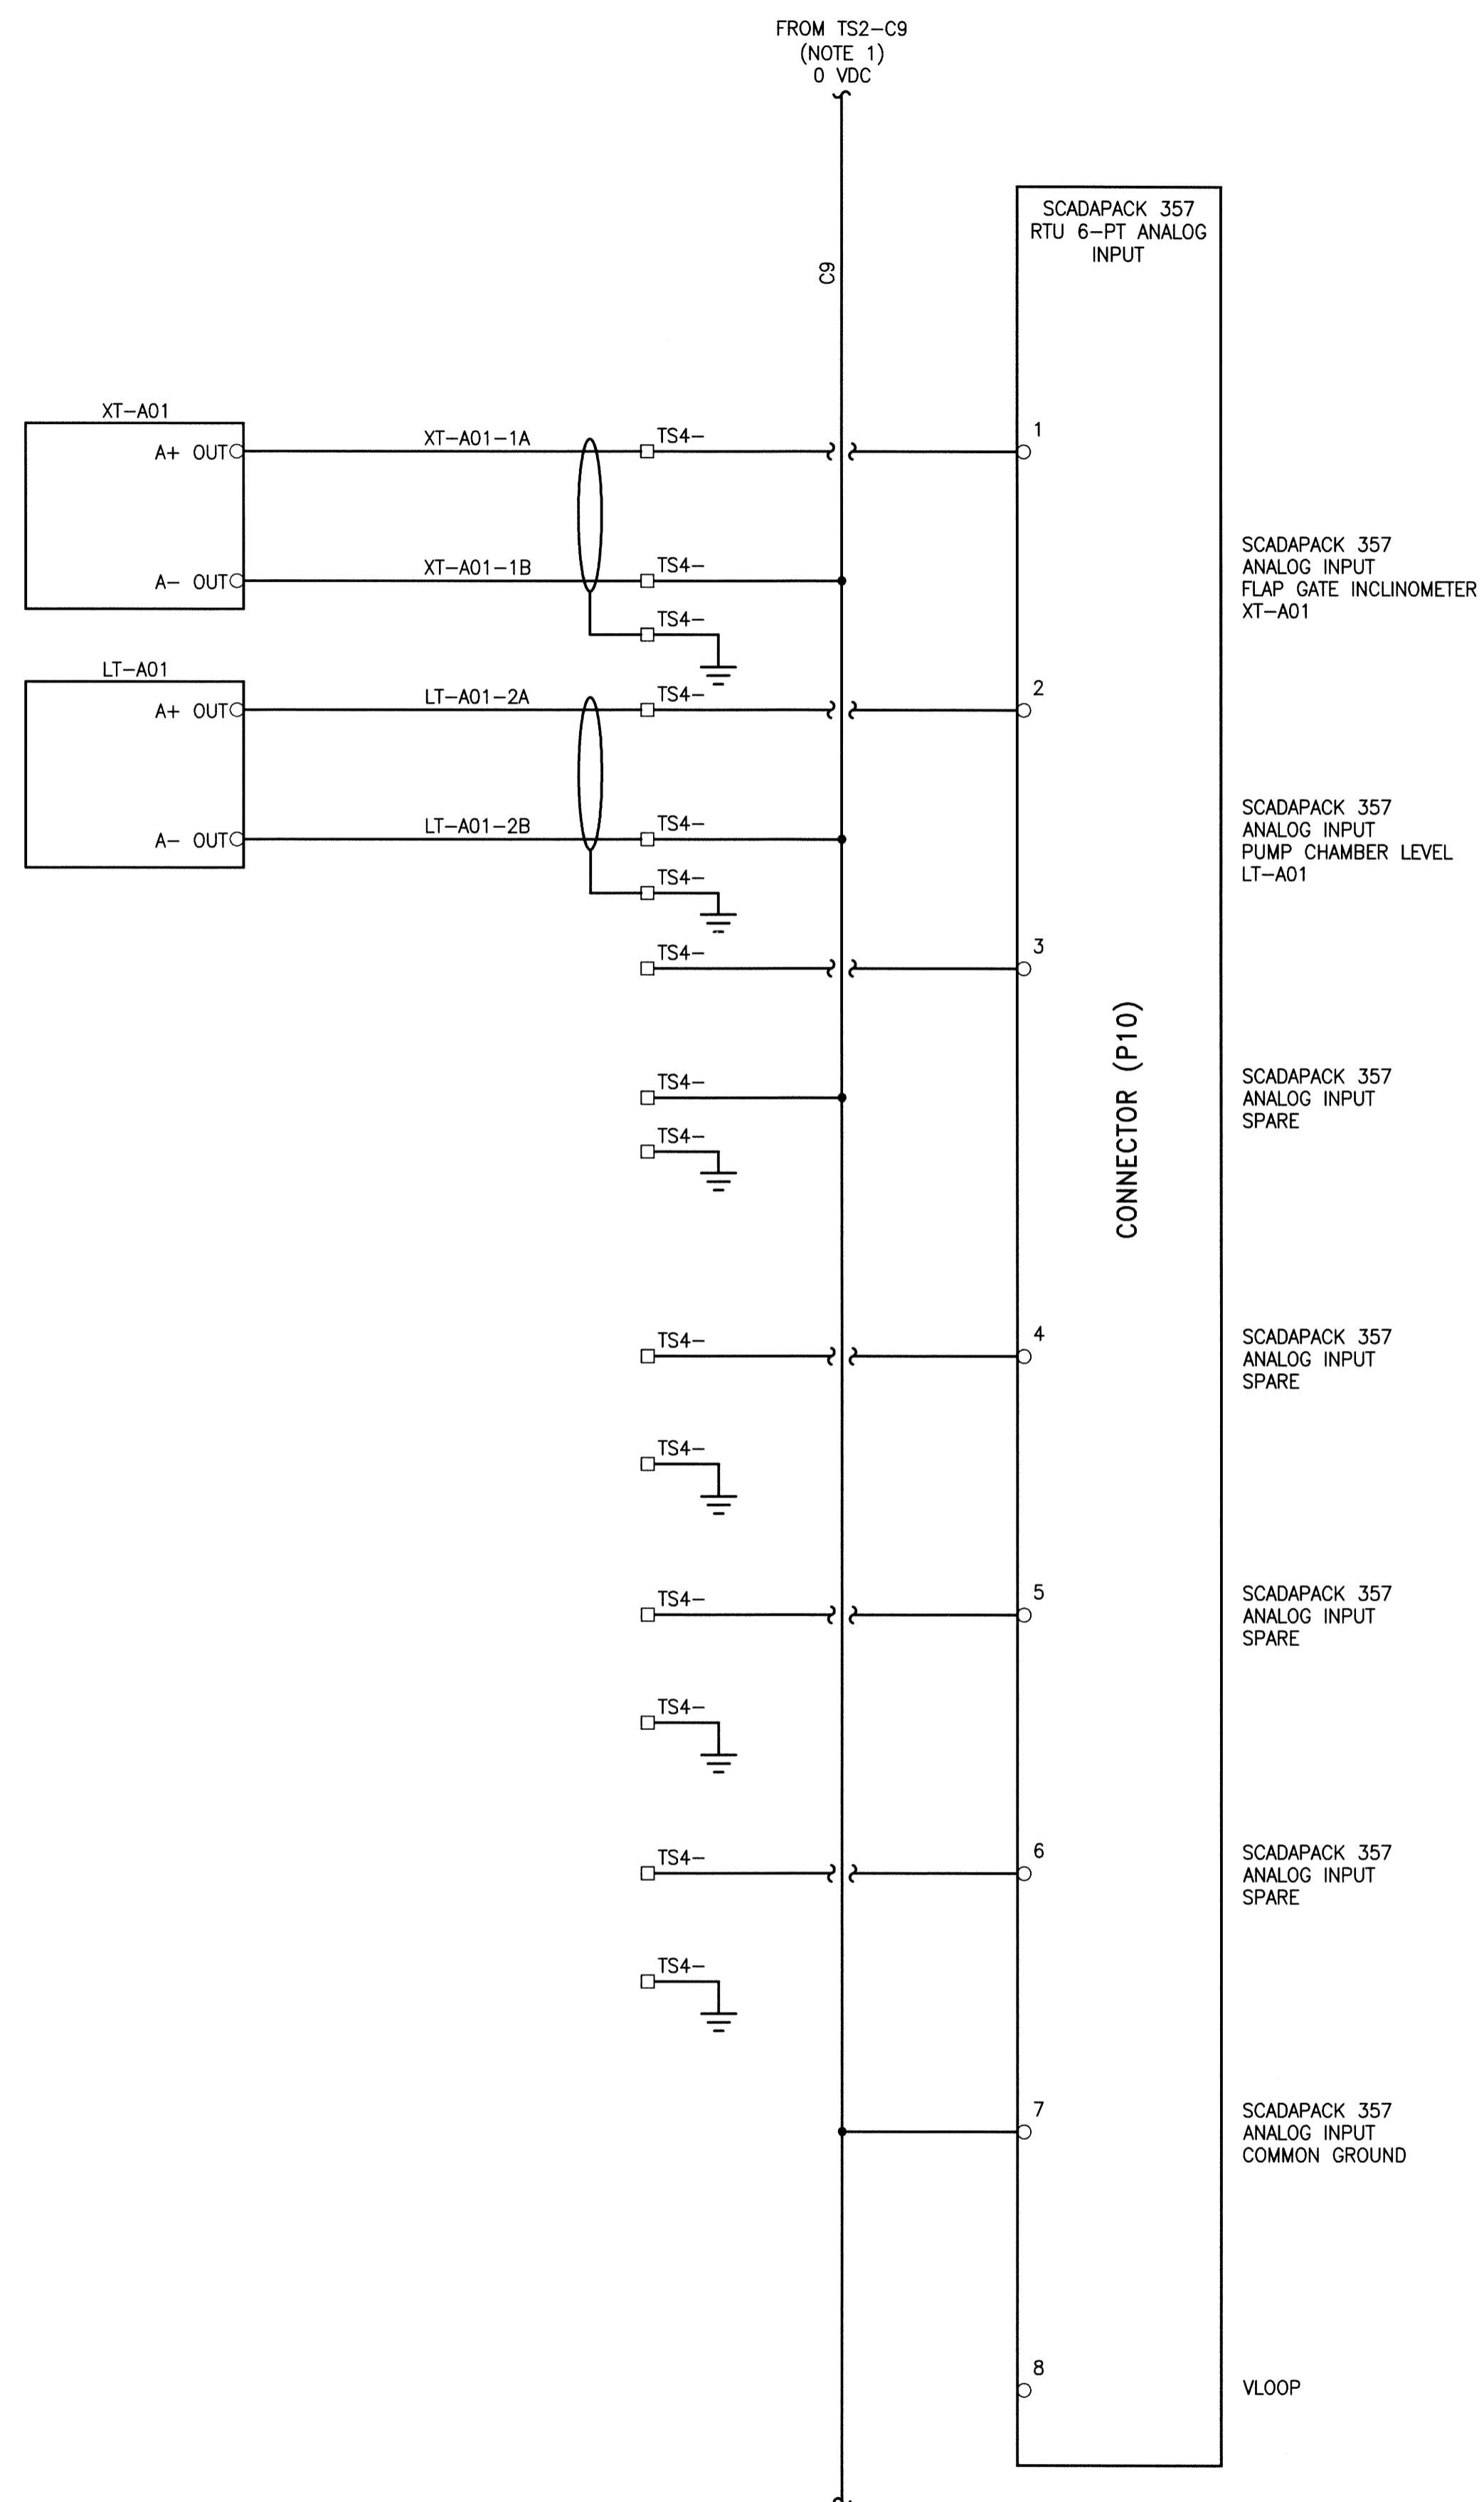 FROM TS2-C9
(NOTE 1)
0 VDC
SCADAPACK 357
RTU 6-PT ANALOG
INPUT
C9
XT-A01
A+ OUT
XT-A01-1A
TS4-
1
A- OUT
XT-A01-1B
TS4-
SCADAPACK 357
ANALOG INPUT
FLAP GATE INCLINOMETER
XT-A01
TS4-
LT-A01
A+ OUT
LT-A01-2A
TS4-
2
A- OUT
LT-A01-2B
TS4-
SCADAPACK 357
ANALOG INPUT
PUMP CHAMBER LEVEL
LT-A01
TS4-
TS4-
3
CONNECTOR (P10)
TS4-
SCADAPACK 357
ANALOG INPUT
SPARE
TS4-
TS4-
4
SCADAPACK 357
ANALOG INPUT
SPARE
TS4-
TS4-
5
SCADAPACK 357
ANALOG INPUT
SPARE
TS4-
TS4-
6
SCADAPACK 357
ANALOG INPUT
SPARE
TS4-
7
SCADAPACK 357
ANALOG INPUT
COMMON GROUND
8
VLOOP